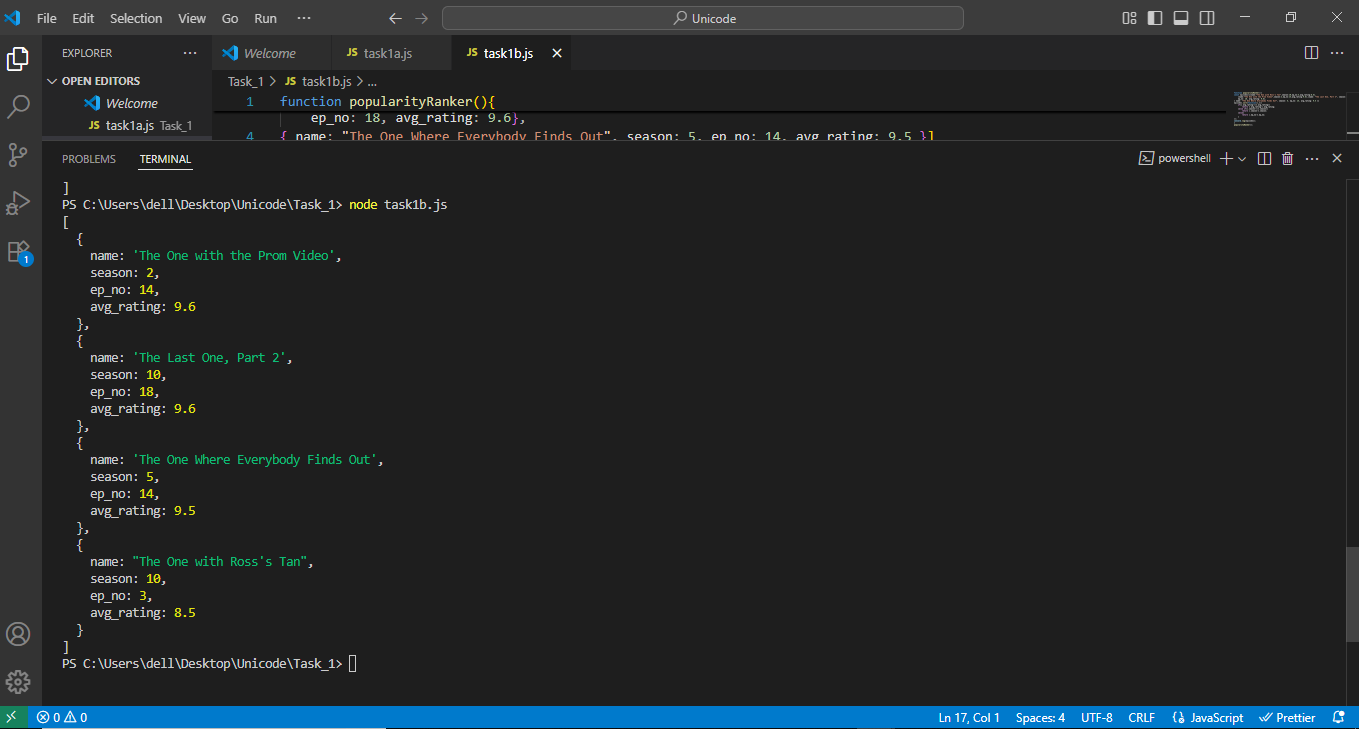 File Edit Selection View Go Run ··· Unicode
EXPLORER ···
Welcome JS task1a.js JS task1b.js
OPEN EDITORS
Welcome
JS task1a.js Task_1
Task_1 > JS task1b.js > ...
1 function popularityRanker(){
ep_no: 18, avg_rating: 9.6},
4 { name: "The One Where Everybody Finds Out", season: 5, ep_no: 14, avg_rating: 9.5 }]
PROBLEMS TERMINAL powershell
]
PS C:\Users\dell\Desktop\Unicode\Task_1> node task1b.js
[
{
name: 'The One with the Prom Video',
season: 2,
ep_no: 14,
avg_rating: 9.6
},
{
name: 'The Last One, Part 2',
season: 10,
ep_no: 18,
avg_rating: 9.6
},
{
name: 'The One Where Everybody Finds Out',
season: 5,
ep_no: 14,
avg_rating: 9.5
},
{
name: "The One with Ross's Tan",
season: 10,
ep_no: 3,
avg_rating: 8.5
}
]
PS C:\Users\dell\Desktop\Unicode\Task_1>
1
0 0 Ln 17, Col 1 Spaces: 4 UTF-8 CRLF JavaScript Prettier